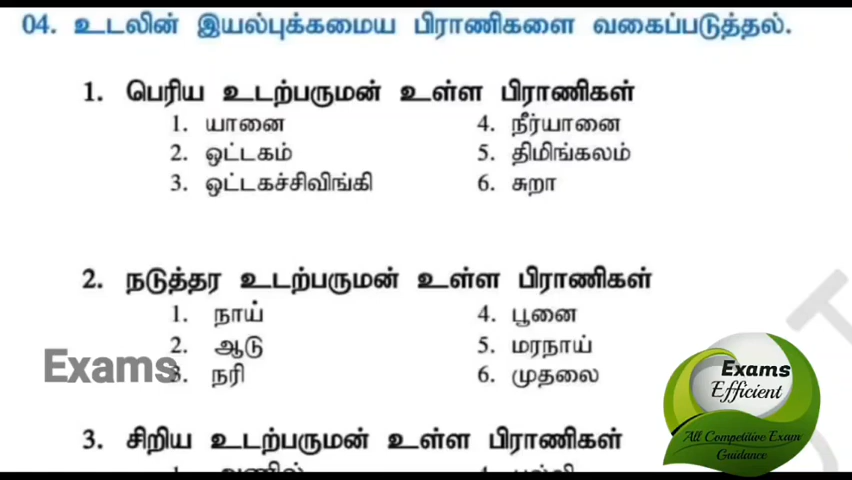 04. உடலின் இயல்புக்கமைய பிராணிகளை வகைப்படுத்தல்.
1. பெரிய உடற்பருமன் உள்ள பிராணிகள்
1. யானை 4. நீர்யானை
2. ஒட்டகம் 5. திமிங்கலம்
3. ஒட்டகச்சிவிங்கி 6. சுறா
2. நடுத்தர உடற்பருமன் உள்ள பிராணிகள்
1. நாய் 4. பூனை
2. ஆடு 5. மரநாய்
3. நரி 6. முதலை
Exams
Exams
Efficient
All Competitive Exam
Guidance
3. சிறிய உடற்பருமன் உள்ள பிராணிகள்